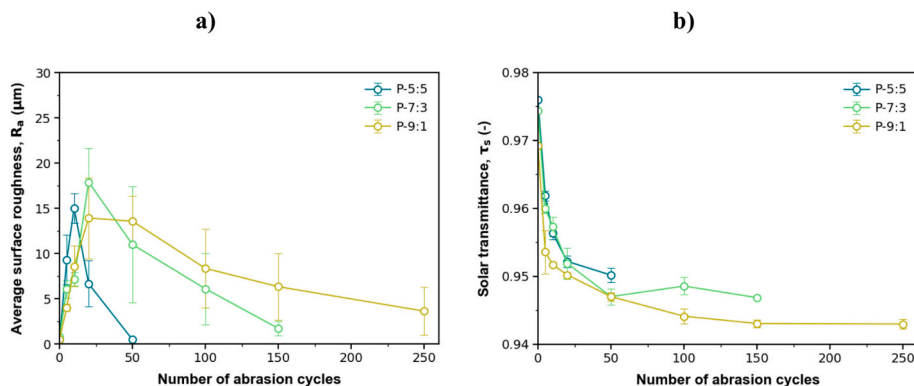 a)
30
25
20
15
10
5
0
0 50 100 150 200 250
Average surface roughness, Rₐ (μm)
Number of abrasion cycles
P-5:5
P-7:3
P-9:1
b)
0.98
0.97
0.96
0.95
0.94
0 50 100 150 200 250
Solar transmittance, τₛ (-)
Number of abrasion cycles
P-5:5
P-7:3
P-9:1